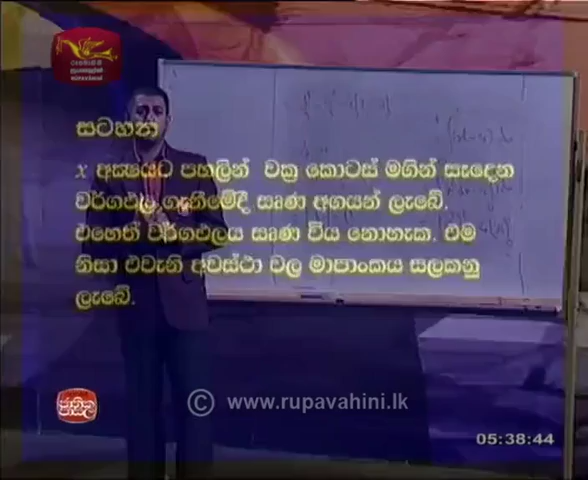 සටහන
x අක්ෂයට පහලින් වක්‍ර කොටස් මගින් සෑදෙන
වර්ගඵල ගැනීමේදී සෘණ අගයන් ලැබේ.
එහෙත් වර්ගඵලය සෘණ විය නොහැක. එම
නිසා එවැනි අවස්ථා වල මාපාංකය සලකනු
ලැබේ.
© www.rupavahini.lk
05:38:44